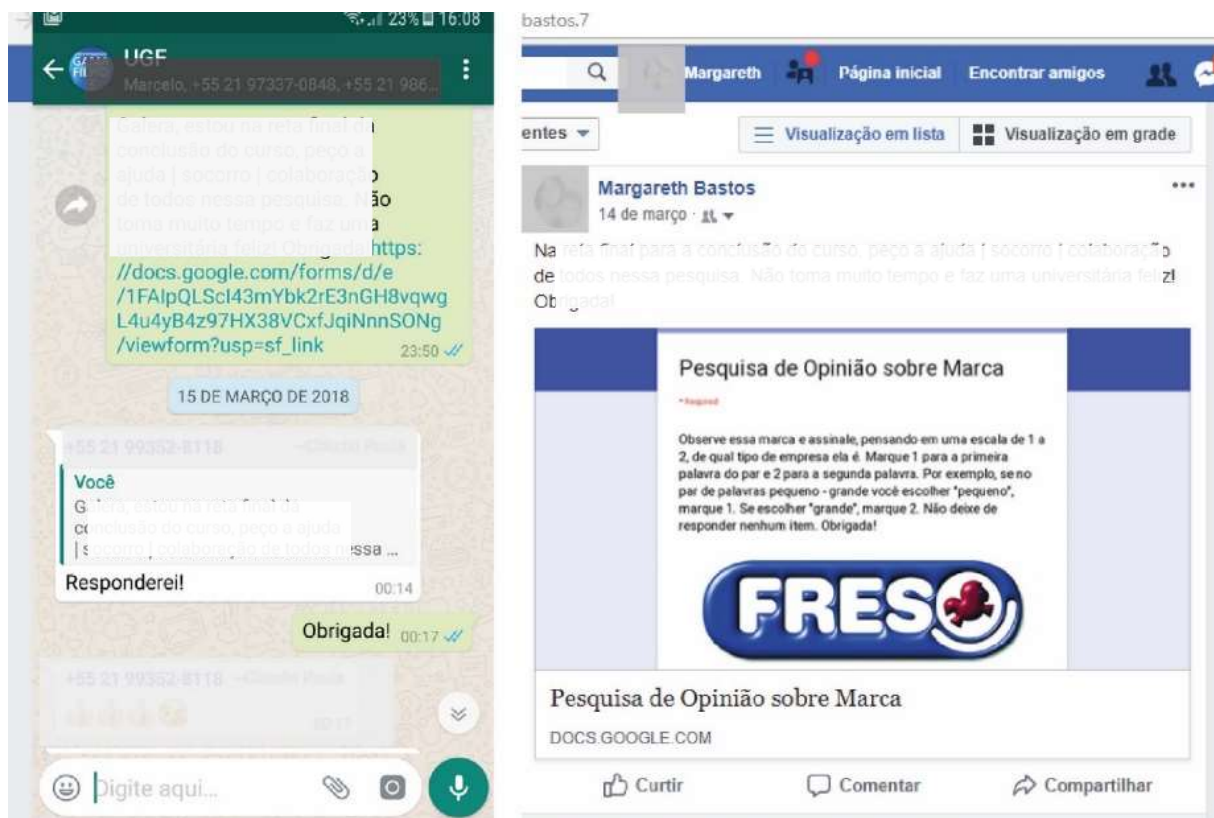 23% 16:08
UGF
Marcelo, +55 21 97337-0848, +55 21 986...
Galera, estou na reta final da
conclusão do curso, peço a
ajuda | socorro | colaboração
de todos nessa pesquisa. Não
toma muito tempo e faz uma
universitária feliz! Obrigada! https:
//docs.google.com/forms/d/e
/1FAIpQLScI43mYbk2rE3nGH8vqwg
L4u4yB4z97HX38VCxfJqiNnnSONg
/viewform?usp=sf_link
23:50
15 DE MARÇO DE 2018
+55 21 99352-8118
Você
Galera, estou na reta final da
conclusão do curso, peço a ajuda
| socorro | colaboração de todos nessa ...
Responderei!
00:14
Obrigada! 00:17
+55 21 99352-8118
00:17
Digite aqui...
bastos.7
Margareth Página inicial Encontrar amigos
entes
Visualização em lista Visualização em grade
Margareth Bastos
14 de março
Na reta final para a conclusão do curso, peço a ajuda | socorro | colaboração
de todos nessa pesquisa. Não toma muito tempo e faz uma universitária feliz!
Obrigada!
Pesquisa de Opinião sobre Marca
* Required
Observe essa marca e assinale, pensando em uma escala de 1 a
2, de qual tipo de empresa ela é. Marque 1 para a primeira
palavra do par e 2 para a segunda palavra. Por exemplo, se no
par de palavras pequeno - grande você escolher "pequeno",
marque 1. Se escolher "grande", marque 2. Não deixe de
responder nenhum item. Obrigada!
FRESO
Pesquisa de Opinião sobre Marca
DOCS.GOOGLE.COM
Curtir Comentar Compartilhar